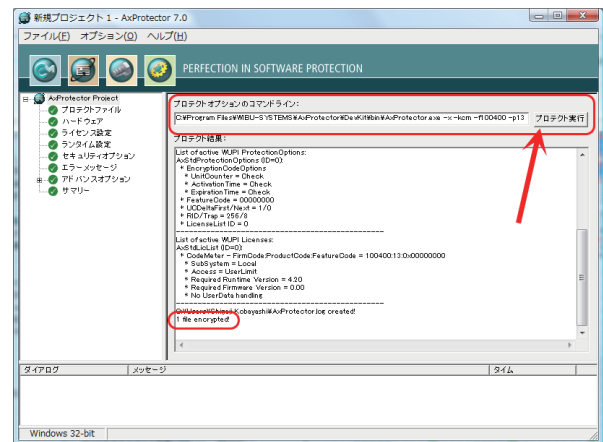 新規プロジェクト 1 - AxProtector 7.0
ファイル(F) オプション(O) ヘルプ(H)
PERFECTION IN SOFTWARE PROTECTION
AxProtector Project
プロテクトファイル
ハードウェア
ライセンス設定
ランタイム設定
セキュリティオプション
エラーメッセージ
アドバンスオプション
サマリー
プロテクトオプションのコマンドライン:
C:¥Program Files¥WIBU-SYSTEMS¥AxProtector¥DevKit¥bin¥AxProtector.exe -x -kcm -f100400 -p13
プロテクト実行
プロテクト結果:
List of active WUPI ProtectionOptions:
AxStdProtectionOptions (ID=0):
* EncryptionCodeOptions
* UnitCounter = Check
* ActivationTime = Check
* ExpirationTime = Check
* FeatureCode = 00000000
* UCDeltaFirst/Next = 1/0
* RID/Trap = 256/8
* LicenseList ID = 0
List of active WUPI Licenses:
AxStdLicList (ID=0):
* CodeMeter - FirmCode:ProductCode:FeatureCode = 100400:13:0x00000000
* SubSystem = Local
* Access = UserLimit
* Required Runtime Version = 4.20
* Required Firmware Version = 0.00
* No UserData handling
C:¥Users¥Shigeji Kobayashi¥AxProtector.log created!
1 file encrypted!
ダイアログ メッセージ タイム
Windows 32-bit